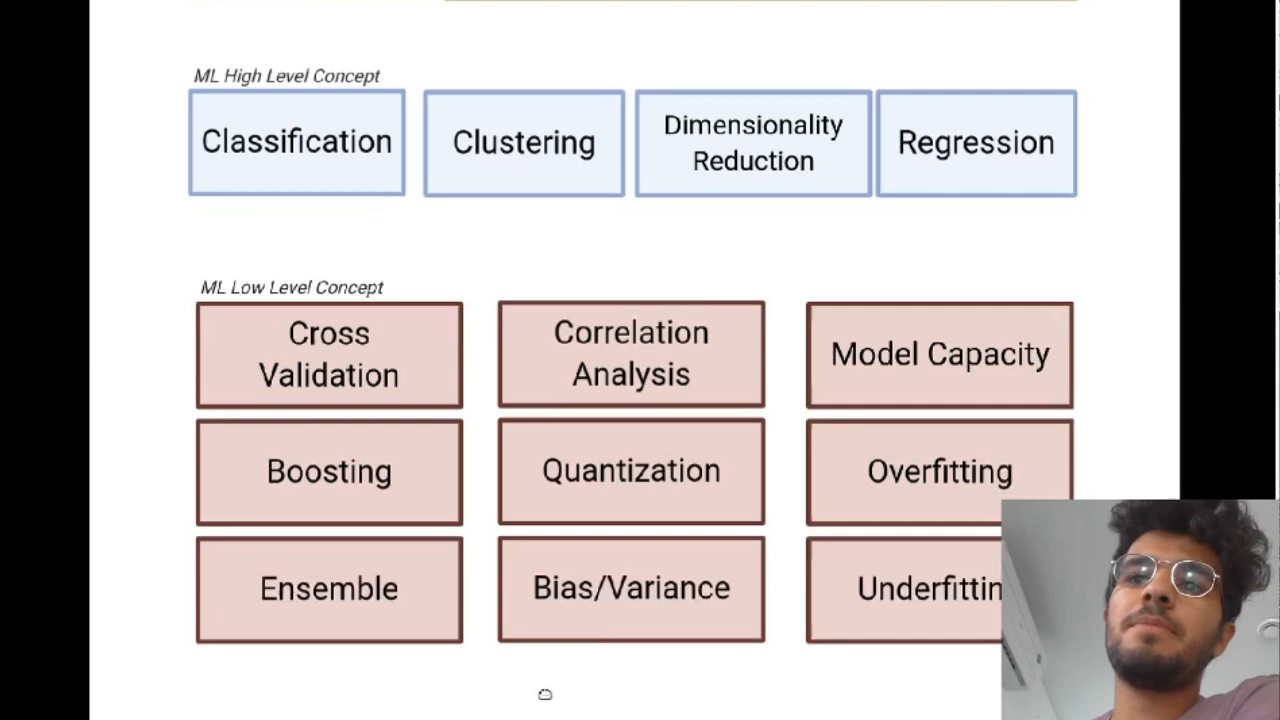 ML High Level Concept
Classification
Clustering
Dimensionality
Reduction
Regression
ML Low Level Concept
Cross
Validation
Correlation
Analysis
Model Capacity
Boosting
Quantization
Overfitting
Ensemble
Bias/Variance
Underfittin